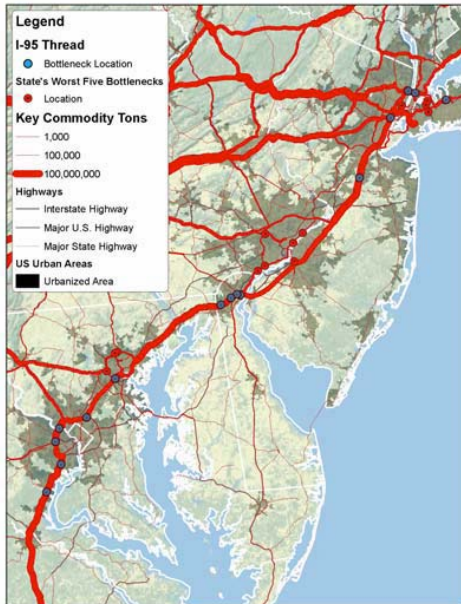 Legend
I-95 Thread
Bottleneck Location
State's Worst Five Bottlenecks
Location
Key Commodity Tons
1,000
100,000
100,000,000
Highways
Interstate Highway
Major U.S. Highway
Major State Highway
US Urban Areas
Urbanized Area